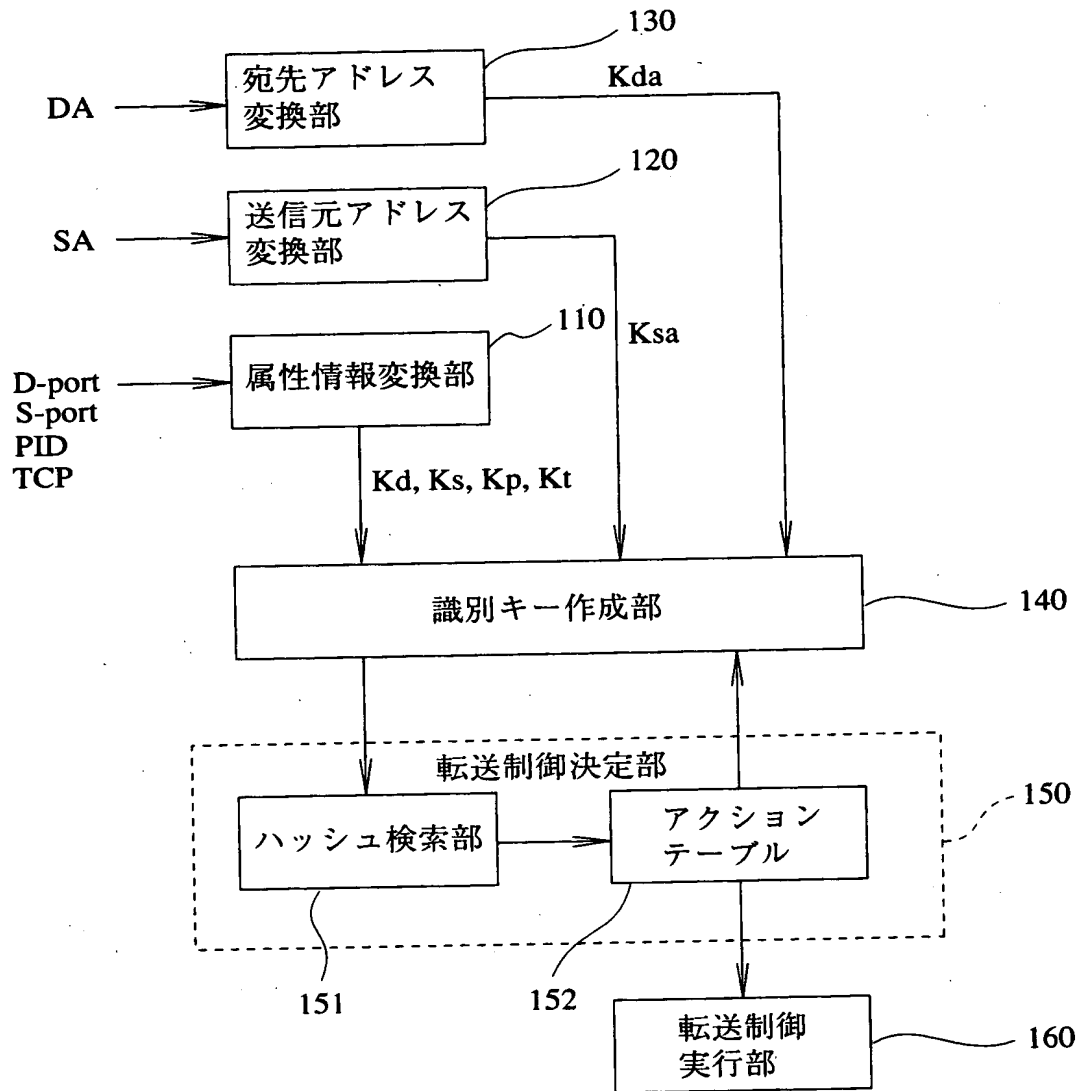 130
宛先アドレス
変換部
Kda
DA
120
送信元アドレス
変換部
SA
110
Ksa
属性情報変換部
D-port
S-port
PID
TCP
Kd, Ks, Kp, Kt
識別キー作成部
140
転送制御決定部
150
ハッシュ検索部
アクション
テーブル
151
152
転送制御
実行部
160